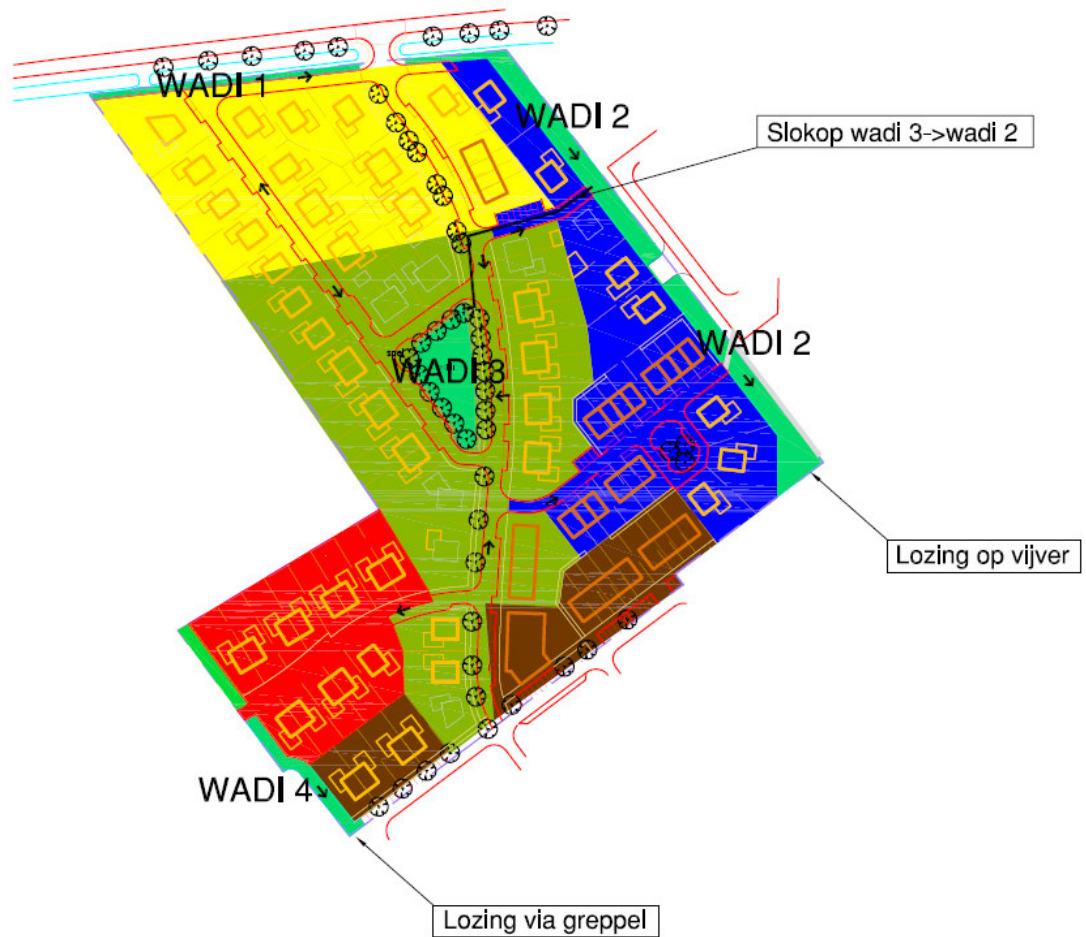 WADI 1
WADI 2
Slokop wadi 3->wadi 2
WADI 2
spel
WADI 3
Lozing op vijver
WADI 4
Lozing via greppel